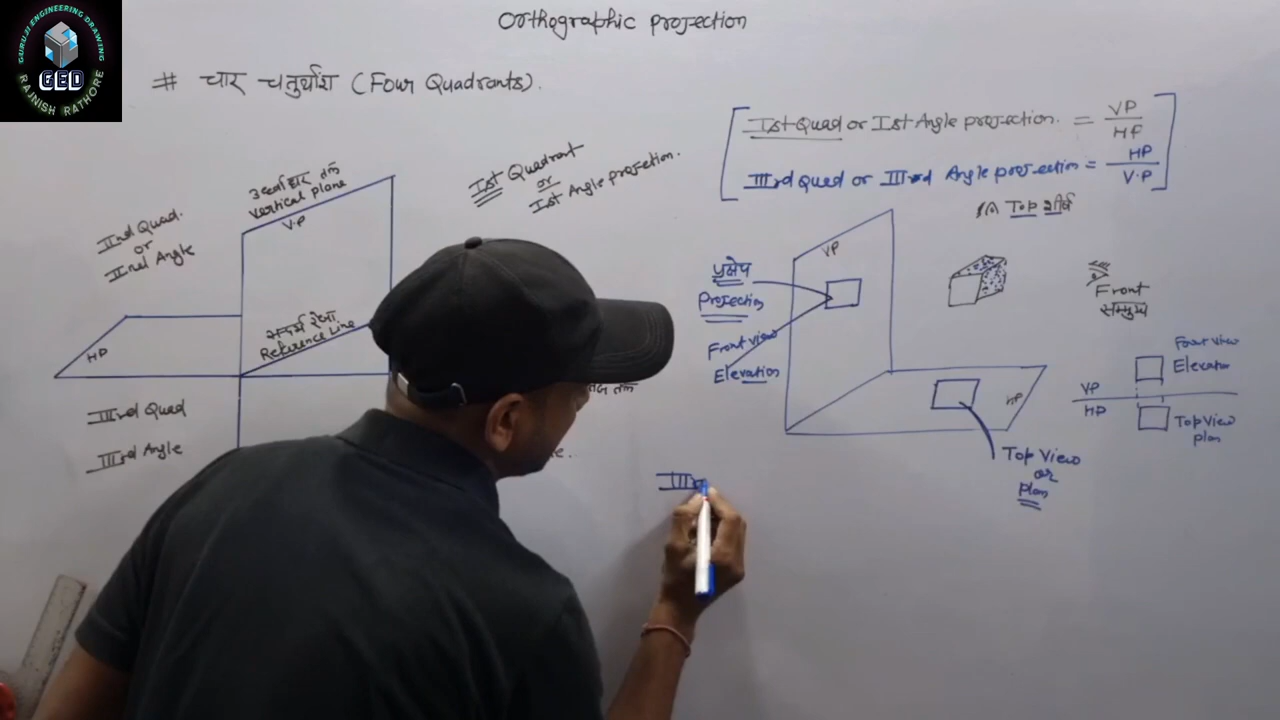 Orthographic projection
GURUJI ENGINEERING DRAWING
GED
RAJNISH RATHORE
# चार चतुर्थांश (Four Quadrants).
Ist Quad or Ist Angle projection. = VP
HP
IIIrd Quad or IIIrd Angle projection = HP
V.P
IInd Quad.
or
IInd Angle
Vertical plane
V.P
Ist Quadrant
or
Ist Angle Projection.
HP
संदर्भ रेखा
Reference Line
IIIrd Quad
IIIrd Angle
तल
Top शीर्ष
VP
प्रक्षेप
Projection
Front view
Elevation
Front
सम्मुख
HP
Top View
or
plan
Front view
Elevation
VP
HP
Top View
plan
III